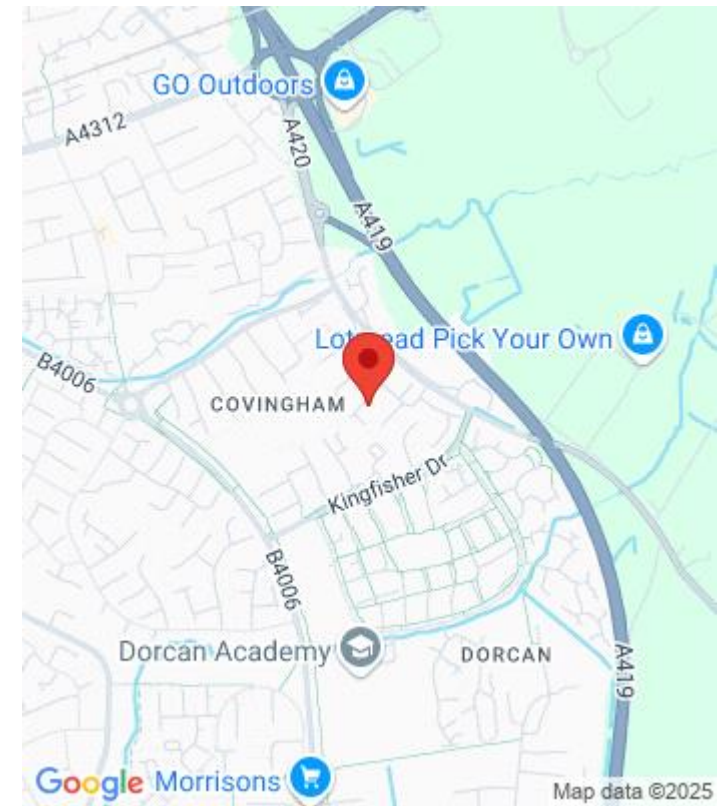 GO Outdoors
A4312
A420
A419
Pick Your Own
B4006
COVINGHAM
Kingfisher Dr
B4006
Dorcan Academy
DORCAN
A419
Google
Morrisons
Map data ©2025